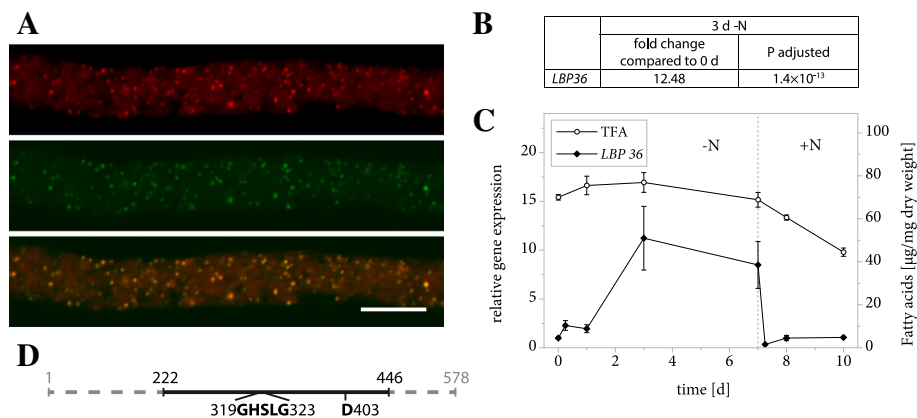 A
B
3 d -N
fold change
compared to 0 d
P adjusted
LBP36
12.48
1.4×10⁻¹³
C
TFA
LBP 36
-N
+N
relative gene expression
20
15
10
5
0
Fatty acids [µg/mg dry weight]
100
80
60
40
20
0
0
2
4
6
8
10
time [d]
D
1
222
446
578
319GHSLG323
D403